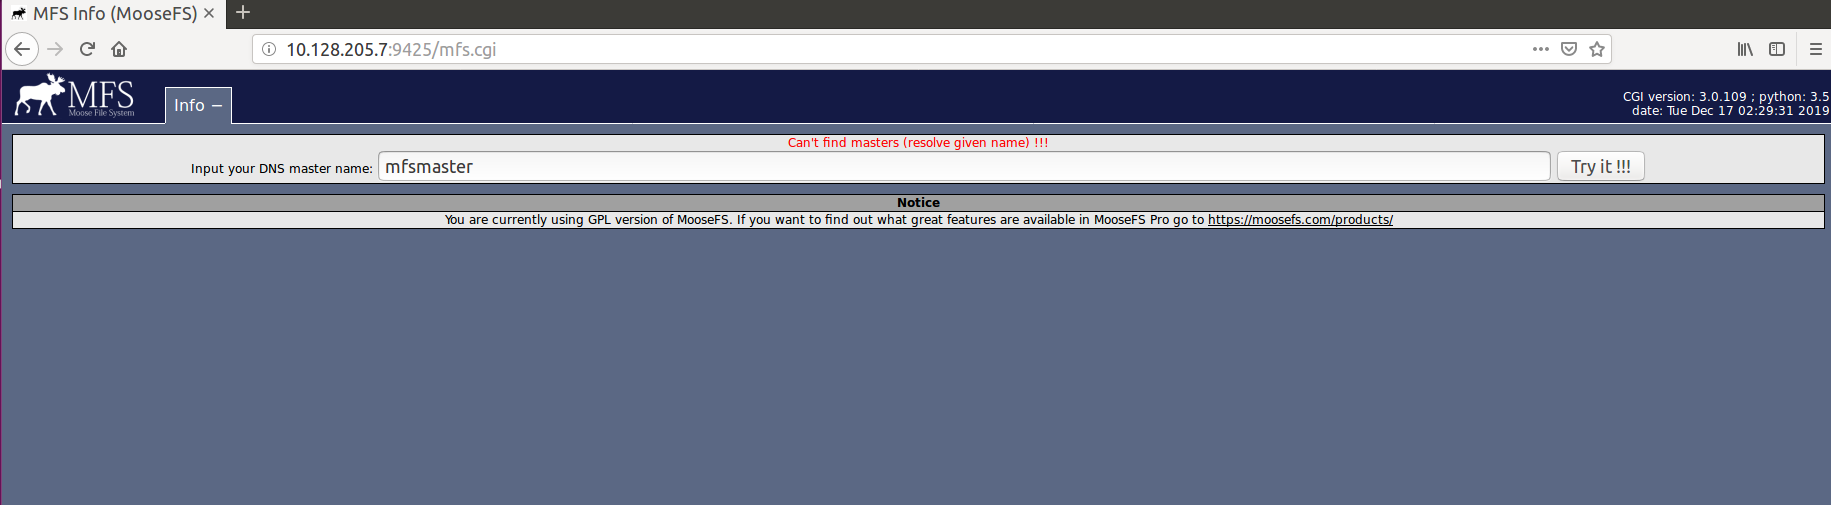 MFS Info (MooseFS)
10.128.205.7:9425/mfs.cgi
MFS
Moose File System
Info −
CGI version: 3.0.109 ; python: 3.5
date: Tue Dec 17 02:29:31 2019
Can't find masters (resolve given name) !!!
Input your DNS master name: mfsmaster Try it !!!
Notice
You are currently using GPL version of MooseFS. If you want to find out what great features are available in MooseFS Pro go to https://moosefs.com/products/